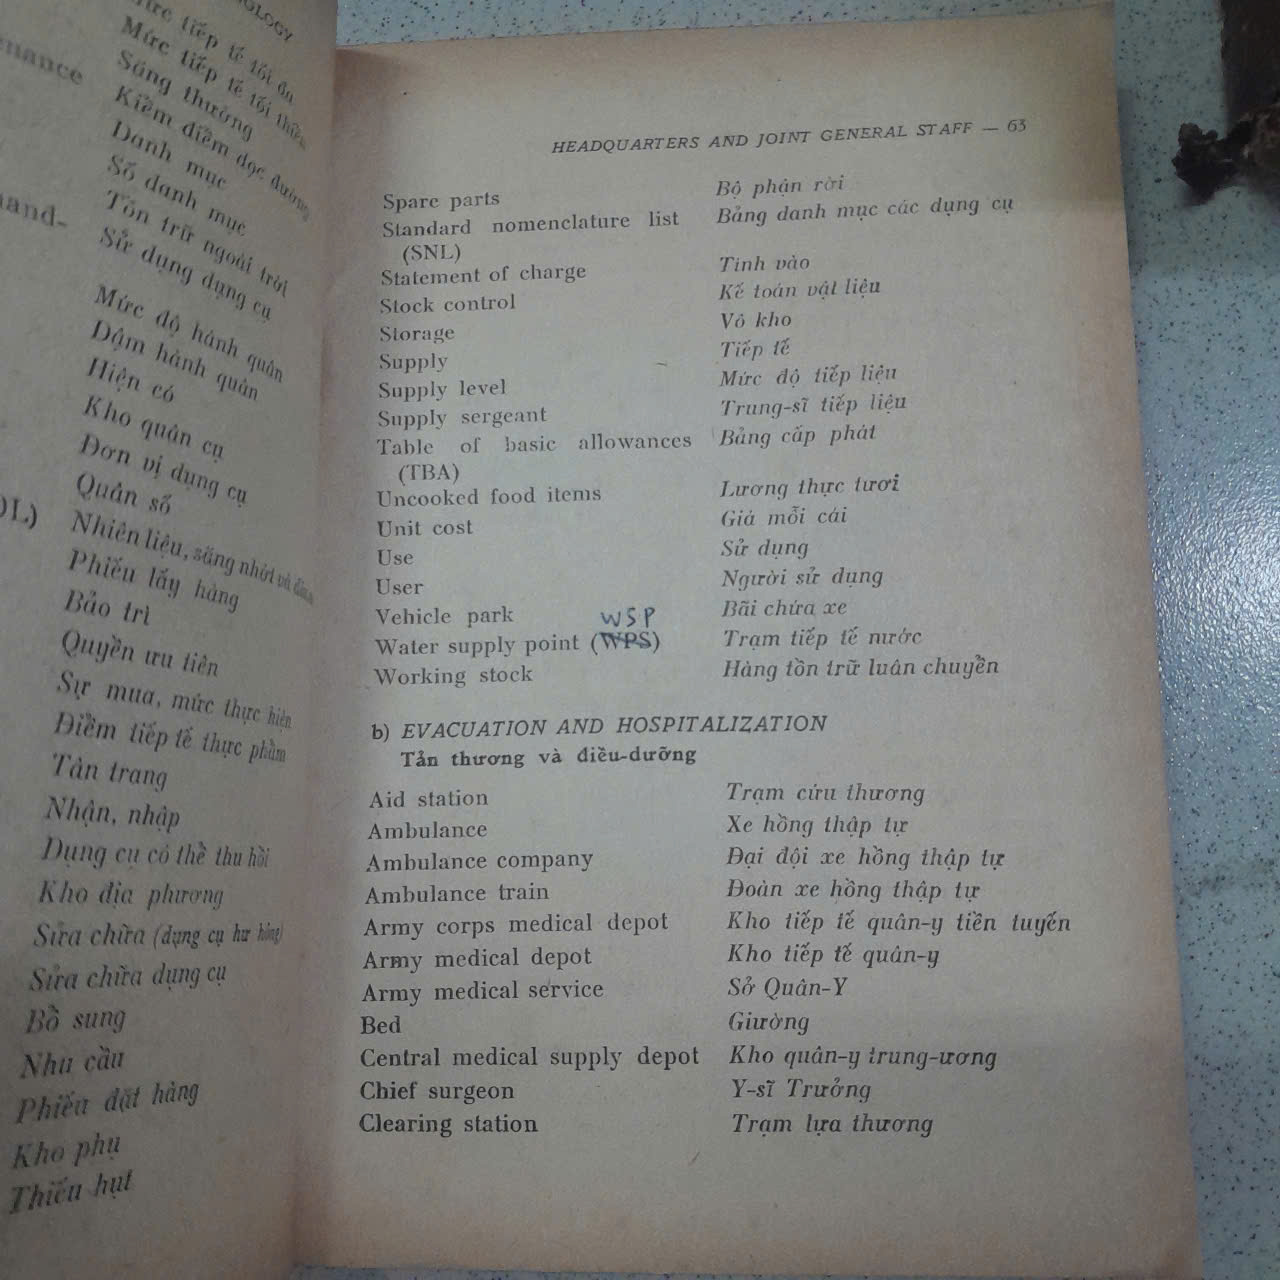 Mức tiếp tế tối thiểu
Sáng thường
Kiểm điểm dọc đường
Danh mục
Số danh mục
Tồn trữ ngoài trời
Sử dụng dụng cụ
Mức độ hành quân
Dậm hành quân
Hiện có
Kho quân cụ
Đơn vị dụng cụ
Quân số
Nhiên liệu, săng nhớt và
Phiếu lấy hàng
Bảo trì
Quyền ưu tiên
Sự mua, mức thực hiện
Điểm tiếp tế thực phẩm
Tân trang
Nhận, nhập
Dụng cụ có thể thu hồi
Kho địa phương
Sửa chữa (dụng cụ hư hỏng)
Sửa chữa dụng cụ
Bổ sung
Nhu cầu
Phiếu đặt hàng
Kho phụ
Thiếu hụt
HEADQUARTERS AND JOINT GENERAL STAFF — 63
Spare parts Bộ phận rời
Standard nomenclature list Bảng danh mục các dụng cụ
(SNL)
Statement of charge Tính vào
Stock control Kế toán vật liệu
Storage Vô kho
Supply Tiếp tế
Supply level Mức độ tiếp liệu
Supply sergeant Trung-sĩ tiếp liệu
Table of basic allowances Bảng cấp phát
(TBA)
Uncooked food items Lương thực tươi
Unit cost Giá mỗi cái
Use Sử dụng
User Người sử dụng
Vehicle park Bãi chứa xe
WSP
Water supply point (WPS) Trạm tiếp tế nước
Working stock Hàng tồn trữ luân chuyển
b) EVACUATION AND HOSPITALIZATION
Tản thương và điều-dưỡng
Aid station Trạm cứu thương
Ambulance Xe hồng thập tự
Ambulance company Đại đội xe hồng thập tự
Ambulance train Đoàn xe hồng thập tự
Army corps medical depot Kho tiếp tế quân-y tiền tuyến
Army medical depot Kho tiếp tế quân-y
Army medical service Sở Quân-Y
Bed Giường
Central medical supply depot Kho quân-y trung-ương
Chief surgeon Y-sĩ Trưởng
Clearing station Trạm lựa thương